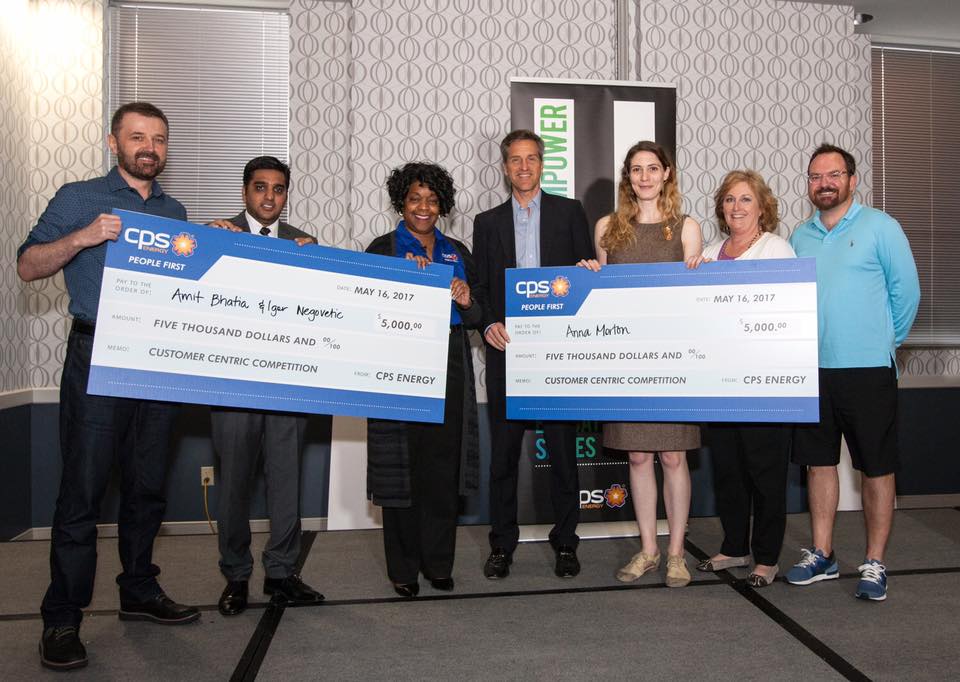 MPOWER
cps
ENERGY
PEOPLE FIRST
DATE: MAY 16, 2017
PAY TO THE
ORDER OF:
Amit Bhatia & Igor Negovetic
$5,000.00
AMOUNT: FIVE THOUSAND DOLLARS AND 00/100
MEMO: CUSTOMER CENTRIC COMPETITION
FROM: CPS ENERGY
cps
ENERGY
PEOPLE FIRST
DATE: MAY 16, 2017
PAY TO THE
ORDER OF:
Anna Morton
$5,000.00
AMOUNT: FIVE THOUSAND DOLLARS AND 00/100
MEMO: CUSTOMER CENTRIC COMPETITION
FROM: CPS ENERGY
cps
ENERGY